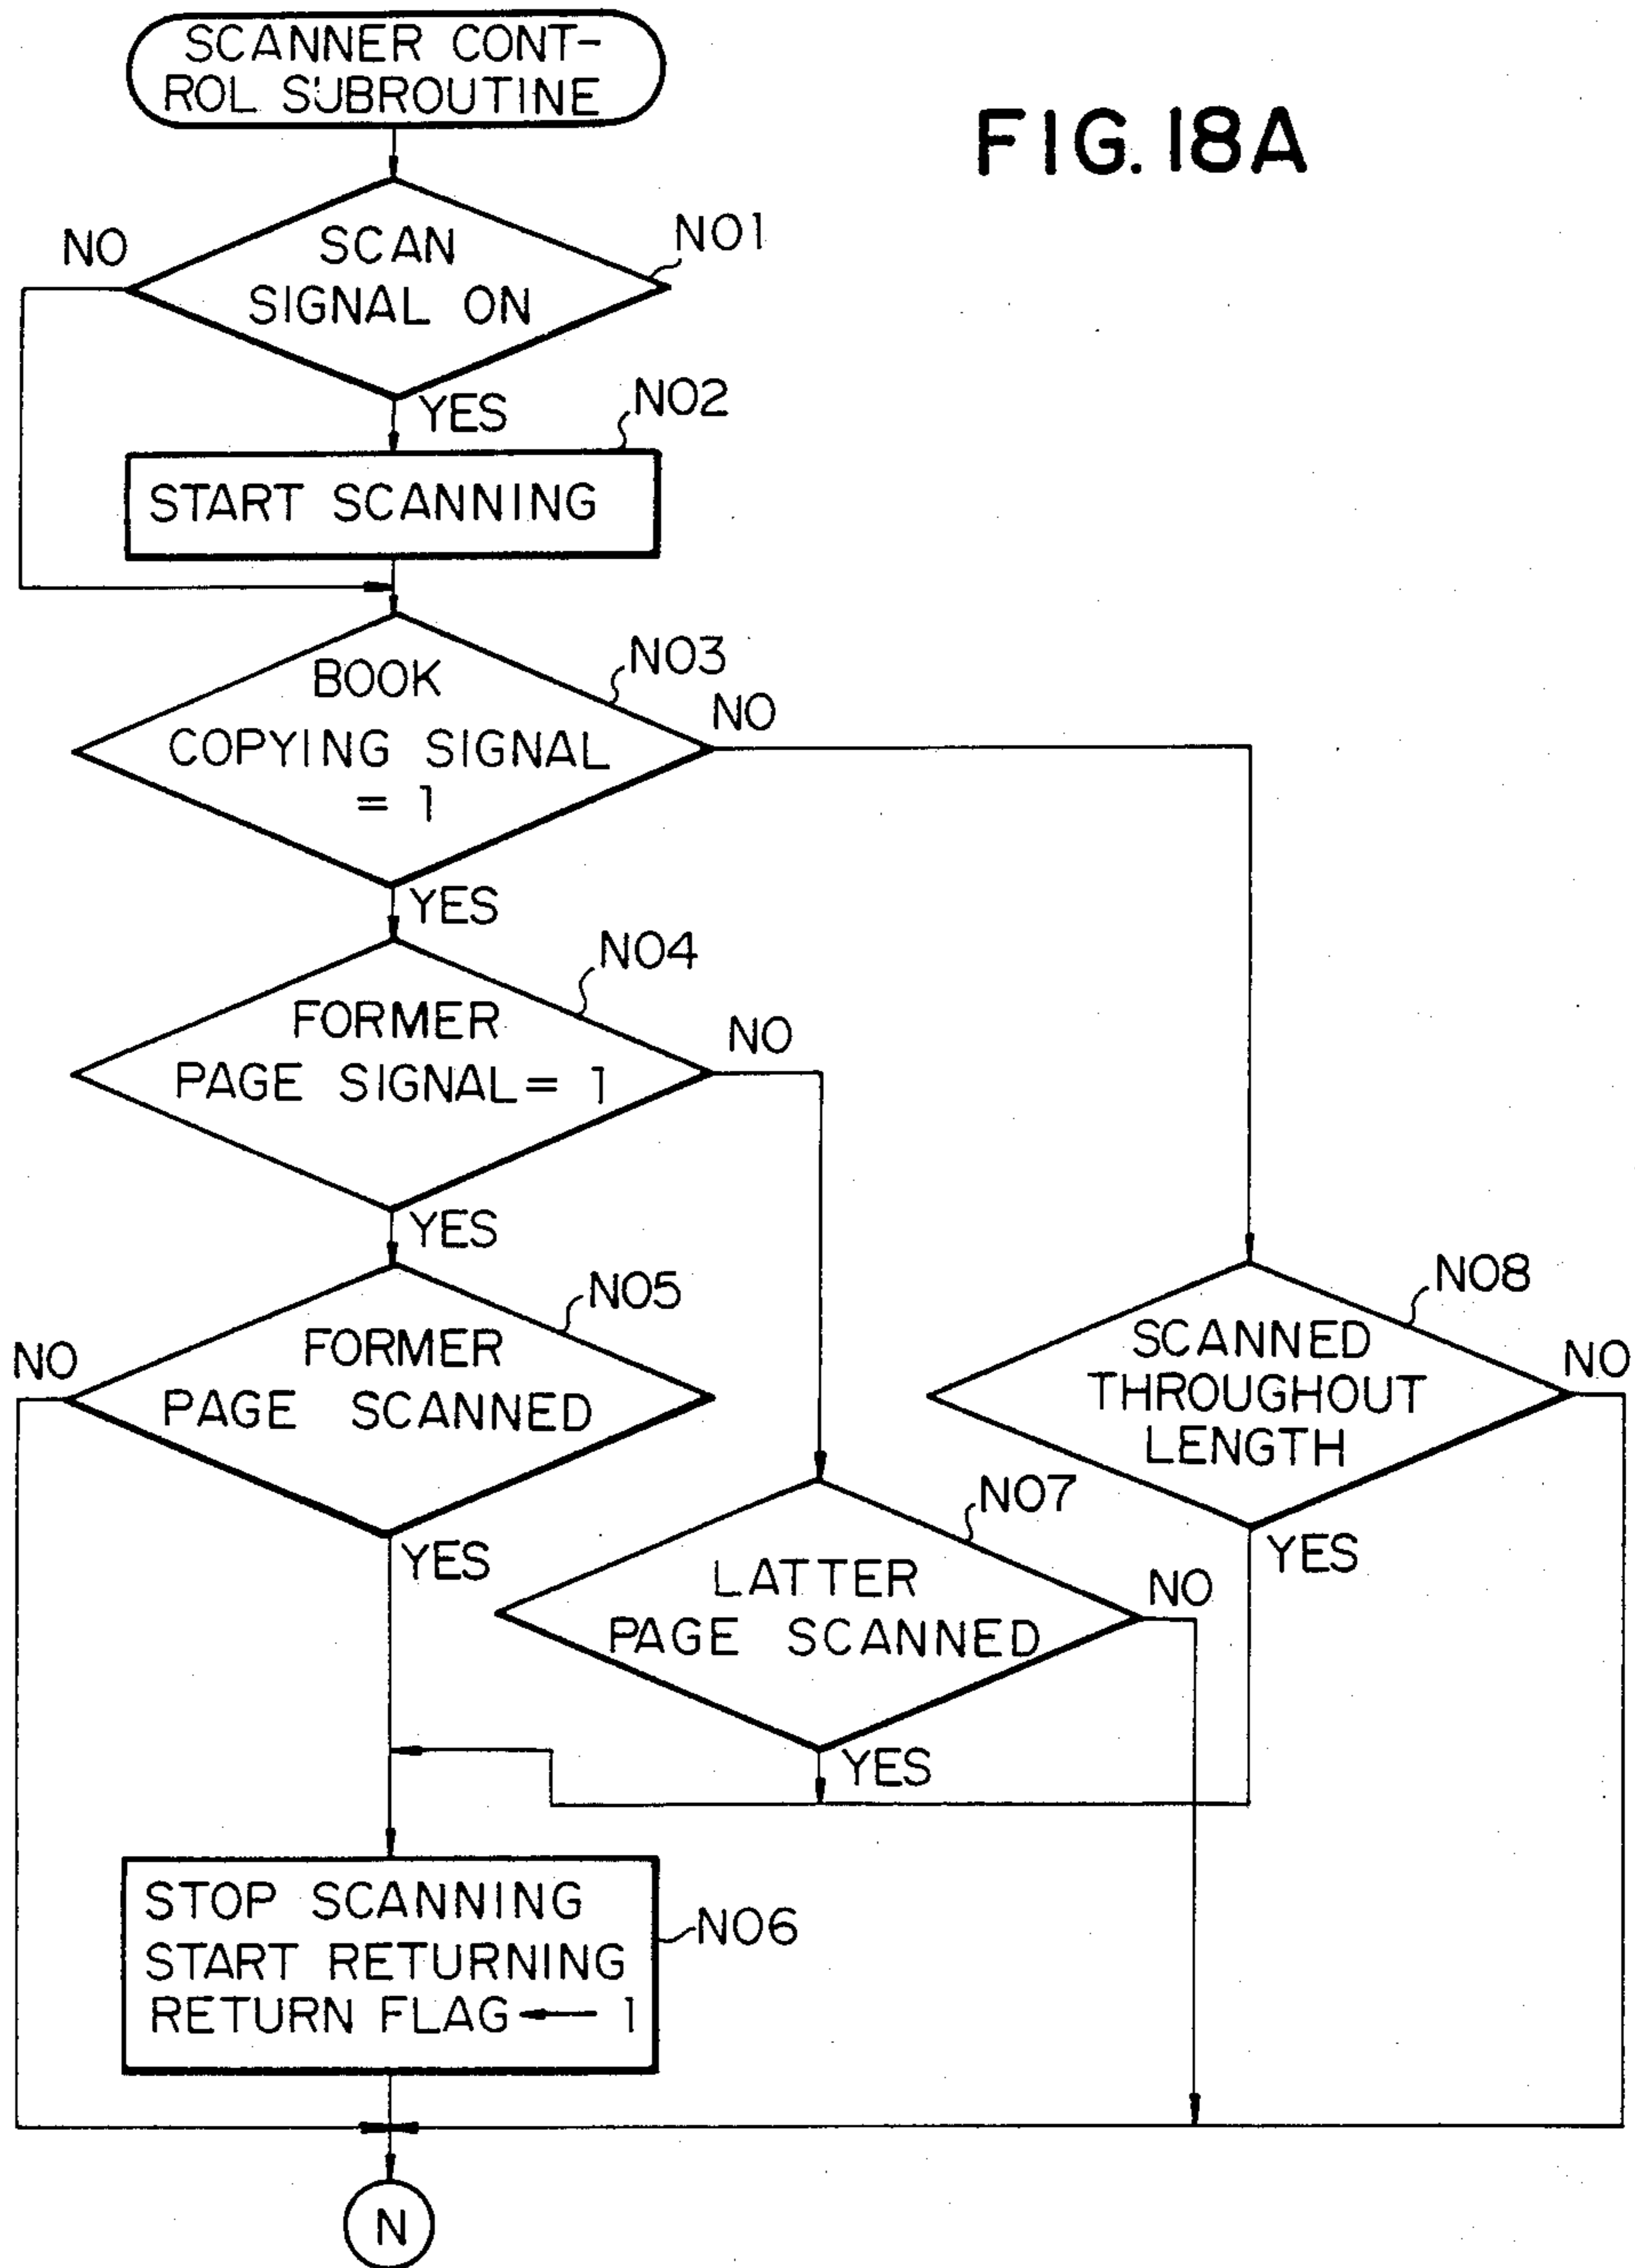 SCANNER CONT-
ROL SUBROUTINE
FIG. 18A
SCAN
SIGNAL ON
N01
NO
YES
N02
START SCANNING
BOOK
COPYING SIGNAL
= 1
N03
NO
YES
N04
FORMER
PAGE SIGNAL = 1
NO
YES
N05
FORMER
PAGE SCANNED
NO
YES
N08
SCANNED
THROUGHOUT
LENGTH
NO
YES
N07
LATTER
PAGE SCANNED
NO
YES
STOP SCANNING
START RETURNING
RETURN FLAG ← 1
N06
N